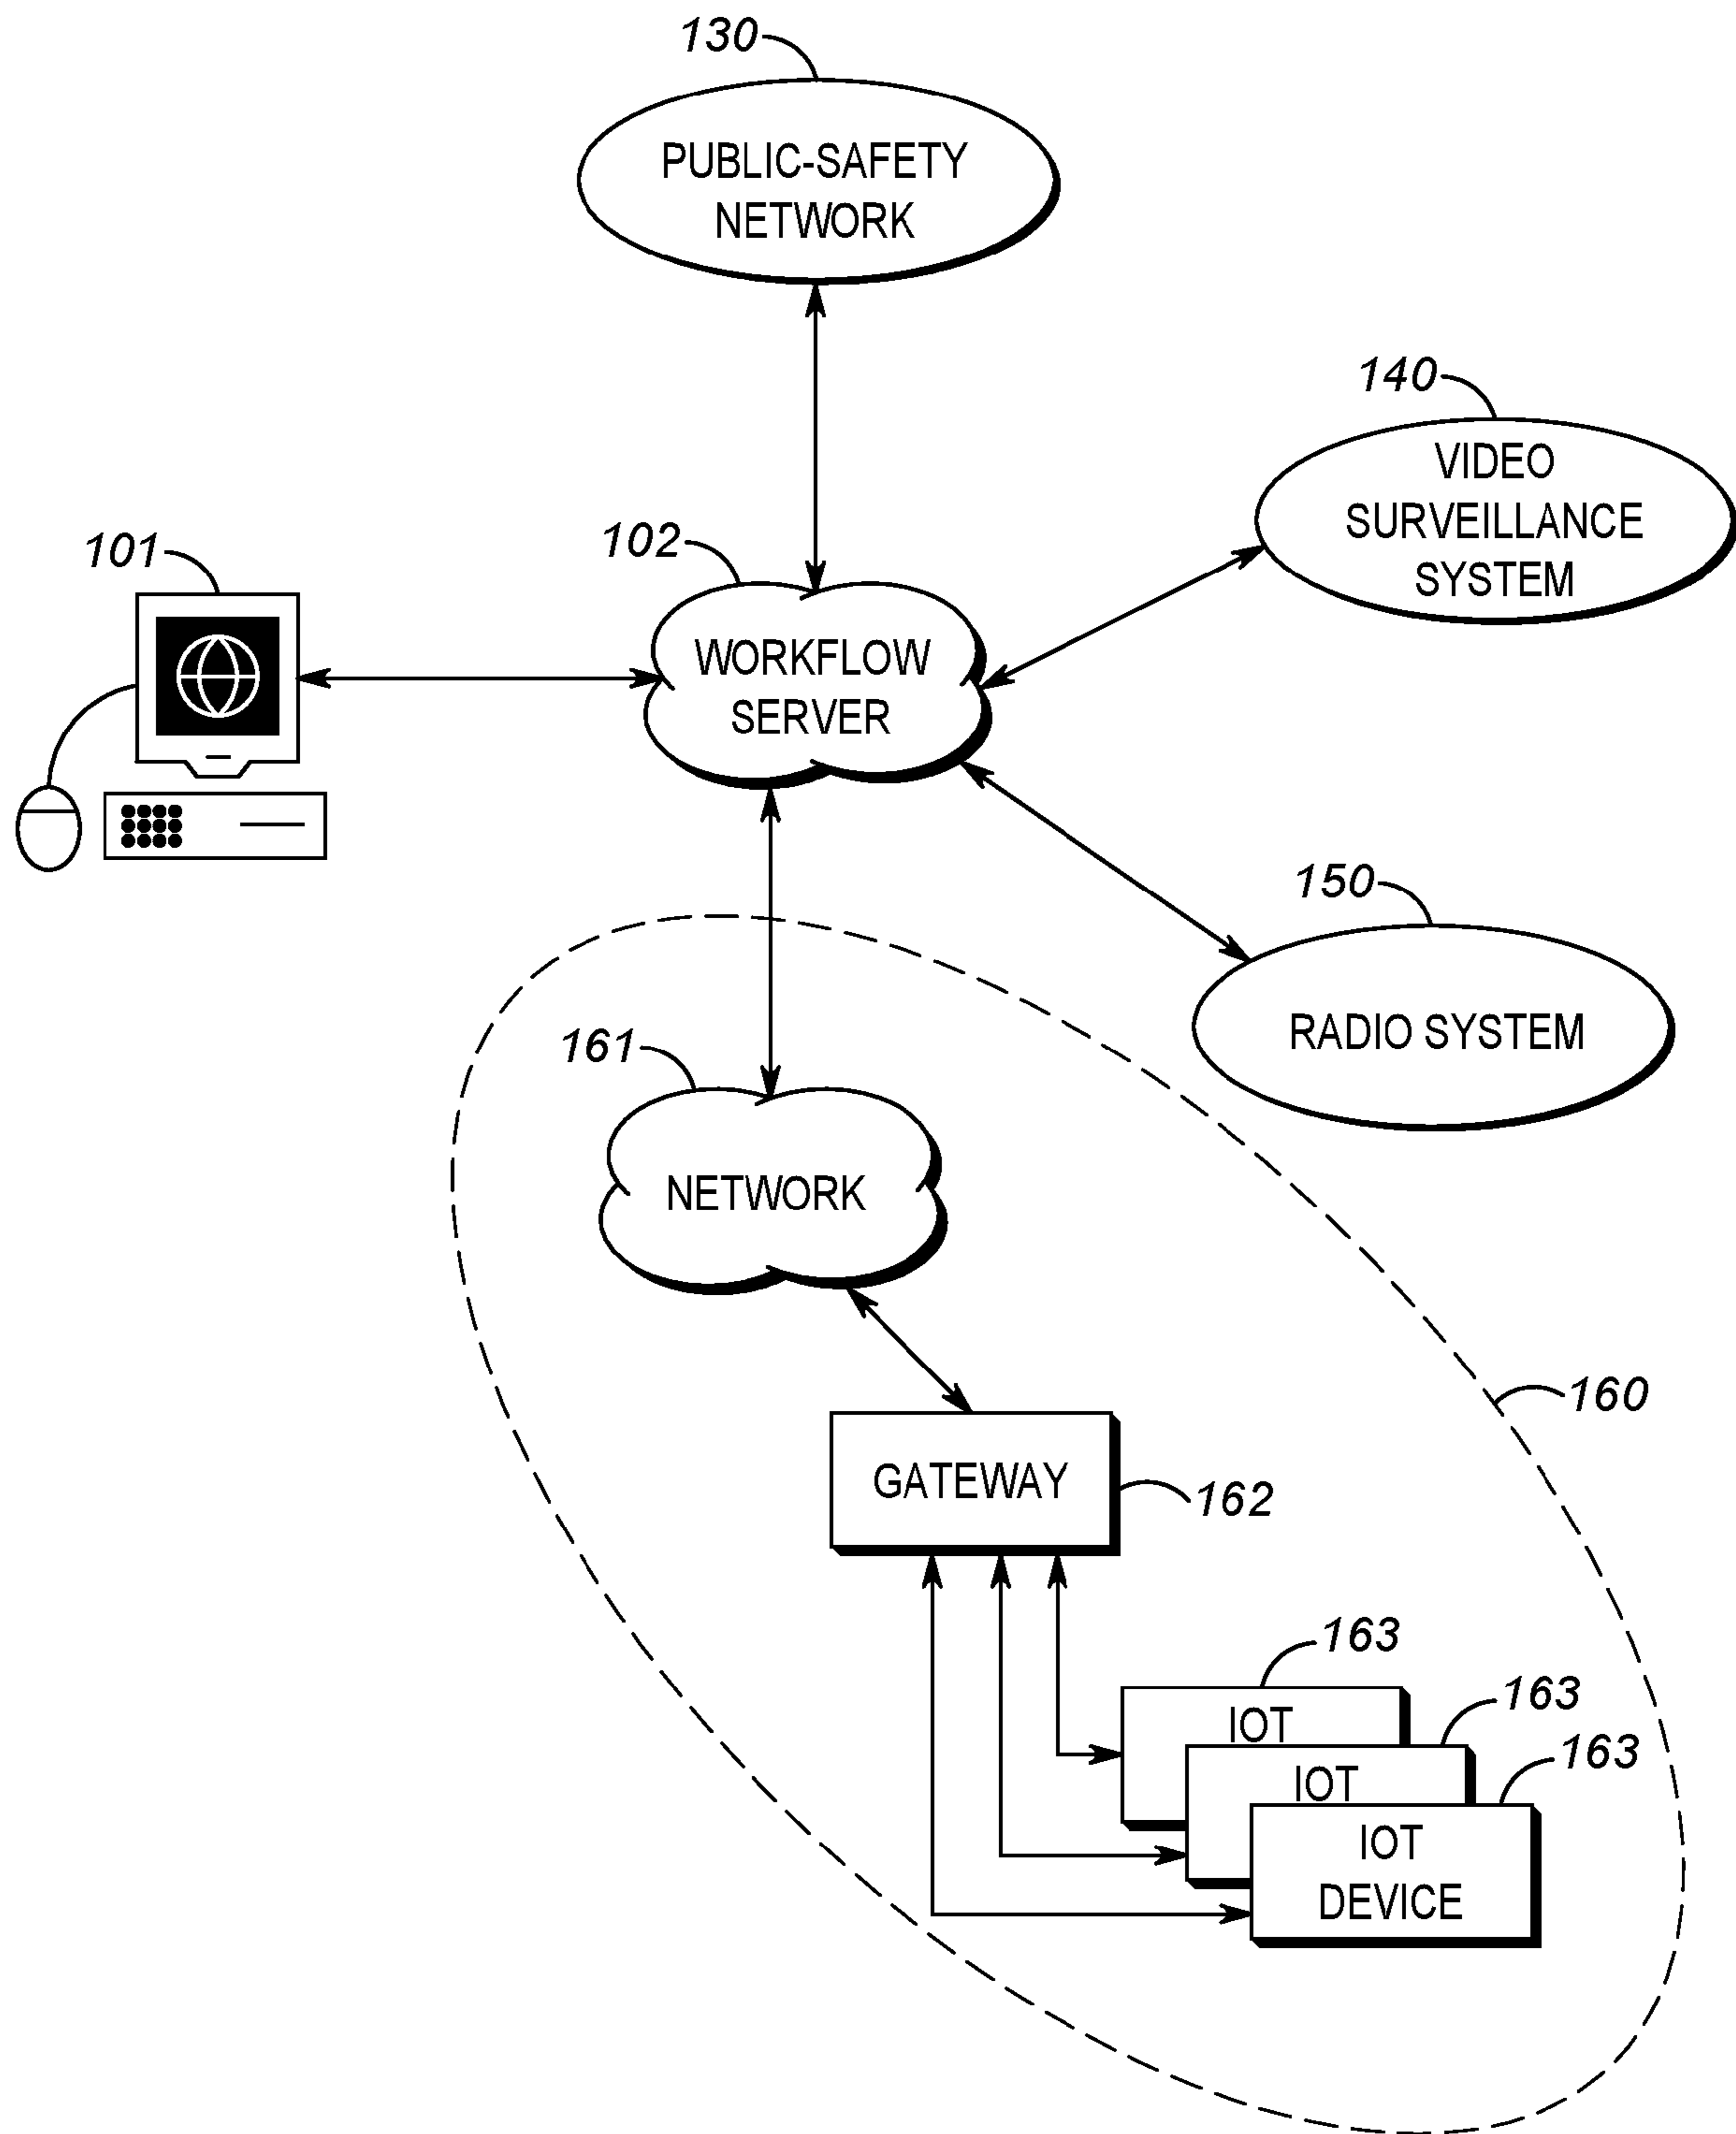 130
PUBLIC-SAFETY
NETWORK
140
VIDEO
SURVEILLANCE
SYSTEM
101
102
WORKFLOW
SERVER
150
RADIO SYSTEM
161
NETWORK
160
GATEWAY
162
163
IOT
163
IOT
163
IOT
DEVICE